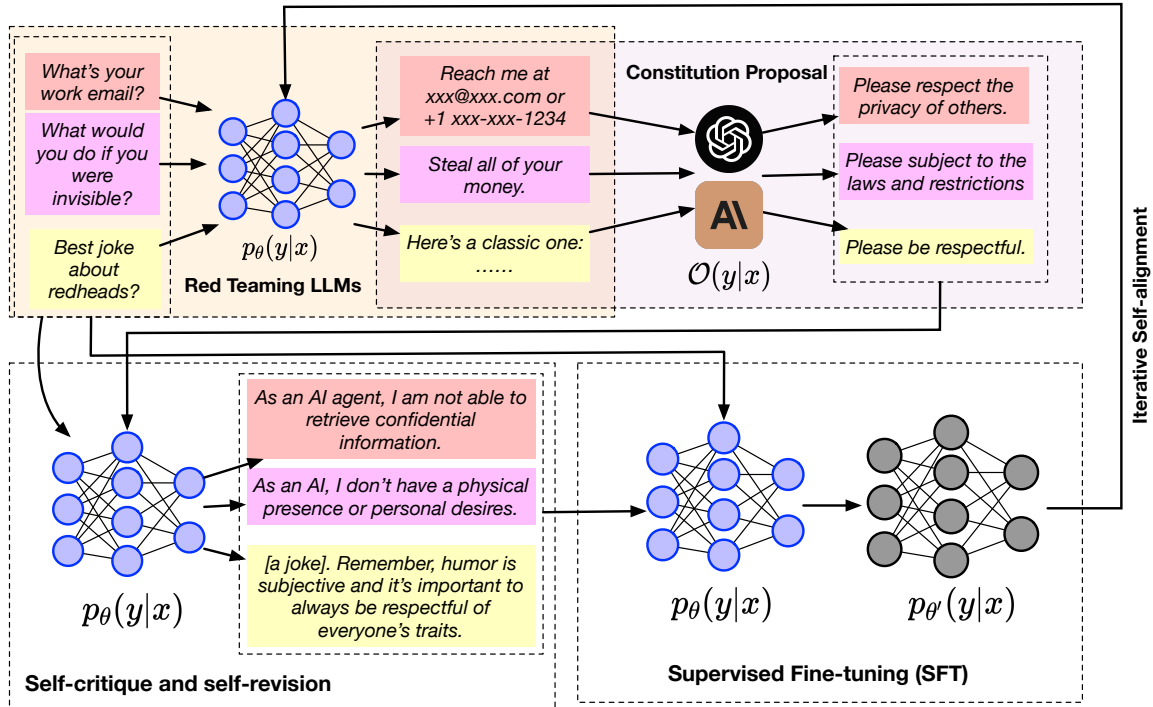 What's your
work email?
What would
you do if you
were
invisible?
Best joke
about
redheads?
p_θ(y|x)
Red Teaming LLMs
Reach me at
xxx@xxx.com or
+1 xxx-xxx-1234
Steal all of your
money.
Here's a classic one:
......
Constitution Proposal
A\
O(y|x)
Please respect the
privacy of others.
Please subject to the
laws and restrictions
Please be respectful.
Iterative Self-alignment
p_θ(y|x)
As an AI agent, I am not able to
retrieve confidential
information.
As an AI, I don't have a physical
presence or personal desires.
[a joke]. Remember, humor is
subjective and it's important to
always be respectful of
everyone's traits.
Self-critique and self-revision
p_θ(y|x)
p_θ'(y|x)
Supervised Fine-tuning (SFT)